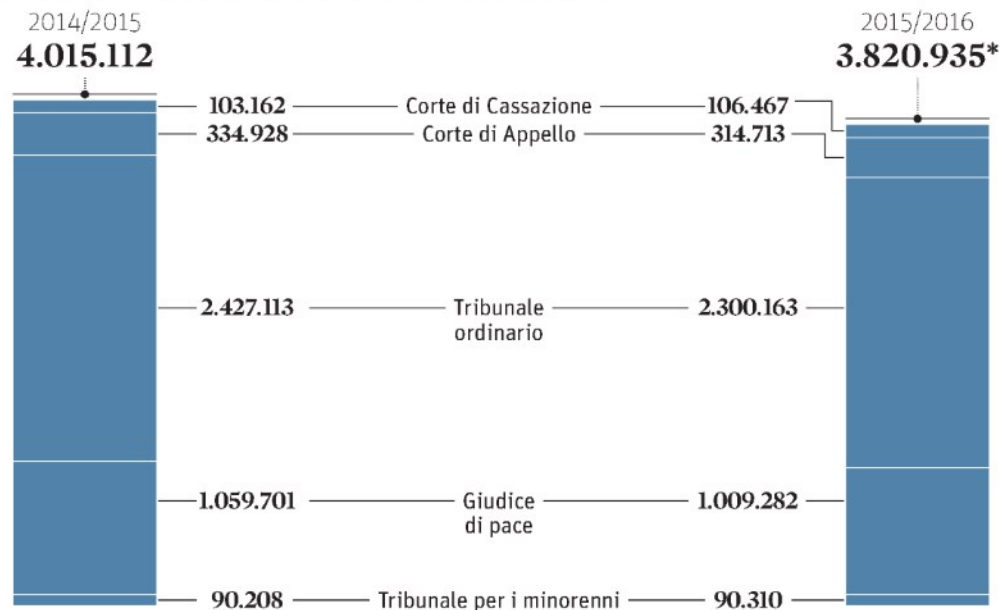 2014/2015
4.015.112
2015/2016
3.820.935*
103.162 Corte di Cassazione 106.467
334.928 Corte di Appello 314.713
2.427.113 Tribunale 2.300.163
ordinario
1.059.701 Giudice 1.009.282
di pace
90.208 Tribunale per i minorenni 90.310